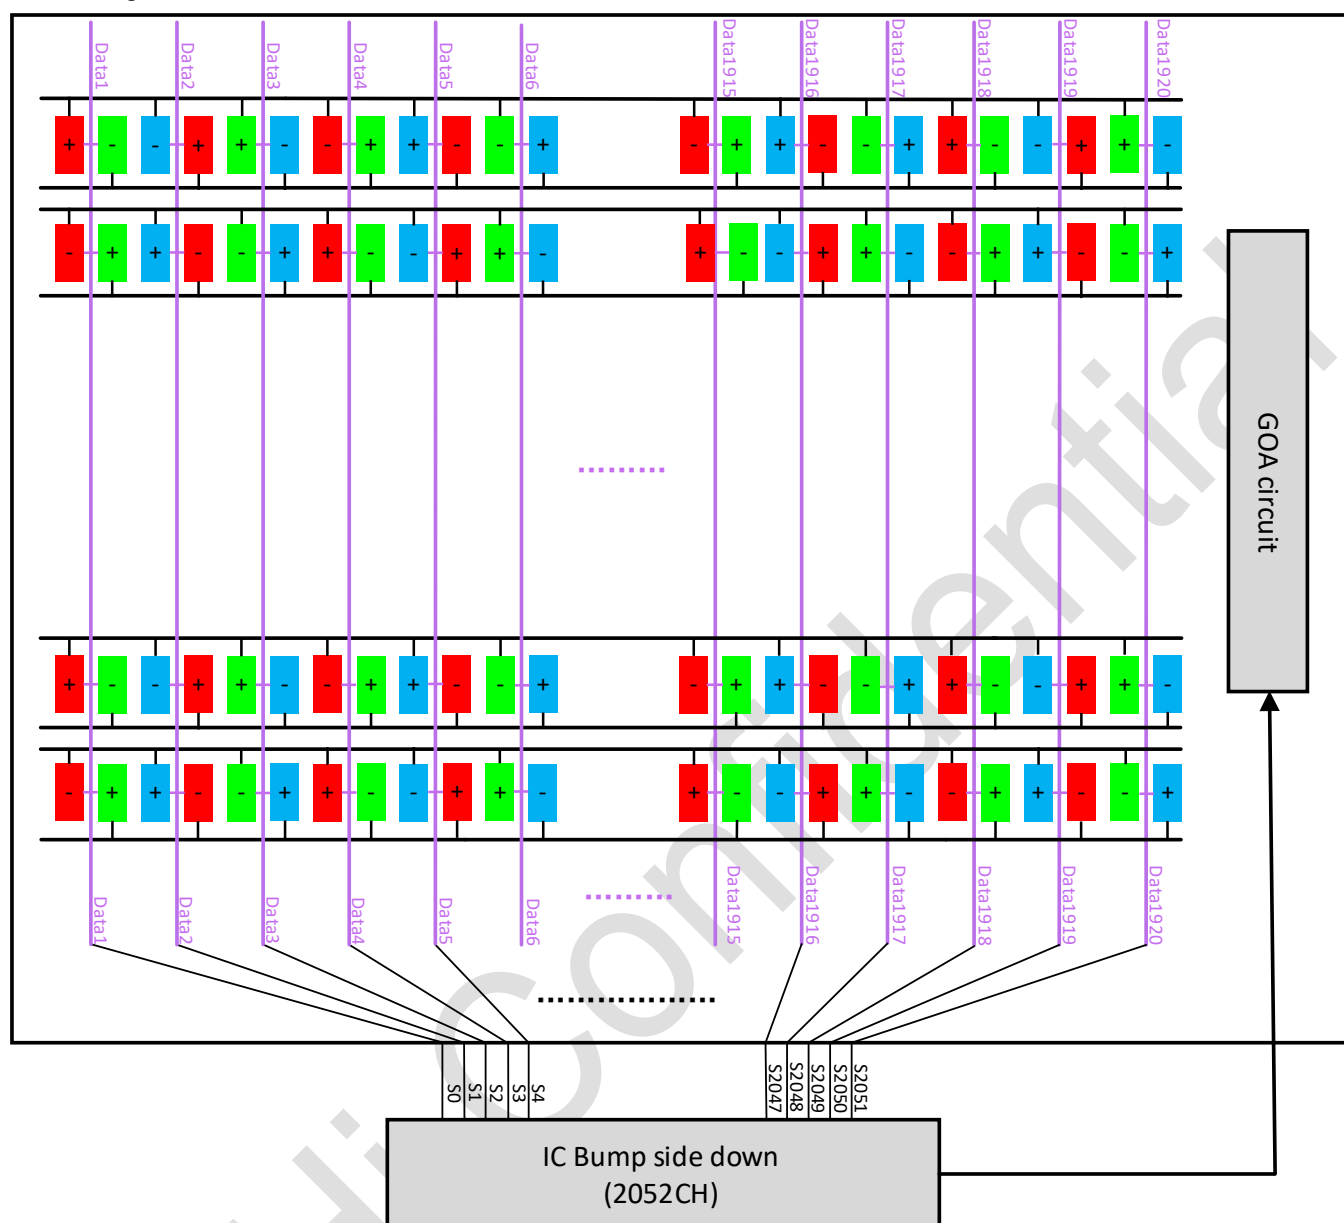 Data1 Data2 Data3 Data4 Data5 Data6 Data1915 Data1916 Data1917 Data1918 Data1919 Data1920
+ - - + + - - + + - - + - + + - - + + - - + + -
- + + - - + + - - + + - + - - + + - - + + - - +
GOA circuit
+ - - + + - - + + - - + - + + - - + + - - + + -
- + + - - + + - - + + - + - - + + - - + + - - +
Data1 Data2 Data3 Data4 Data5 Data6 Data1915 Data1916 Data1917 Data1918 Data1919 Data1920
S0 S1 S2 S3 S4 S2047 S2048 S2049 S2050 S2051
IC Bump side down
(2052CH)
Confidential